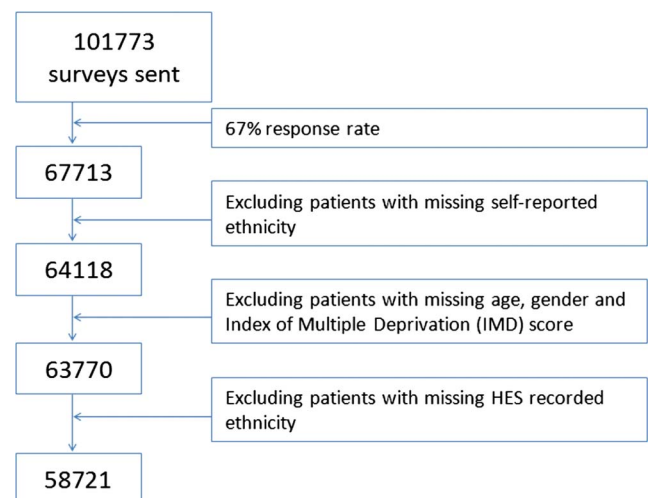 101773
surveys sent
67% response rate
67713
Excluding patients with missing self-reported
ethnicity
64118
Excluding patients with missing age, gender and
Index of Multiple Deprivation (IMD) score
63770
Excluding patients with missing HES recorded
ethnicity
58721